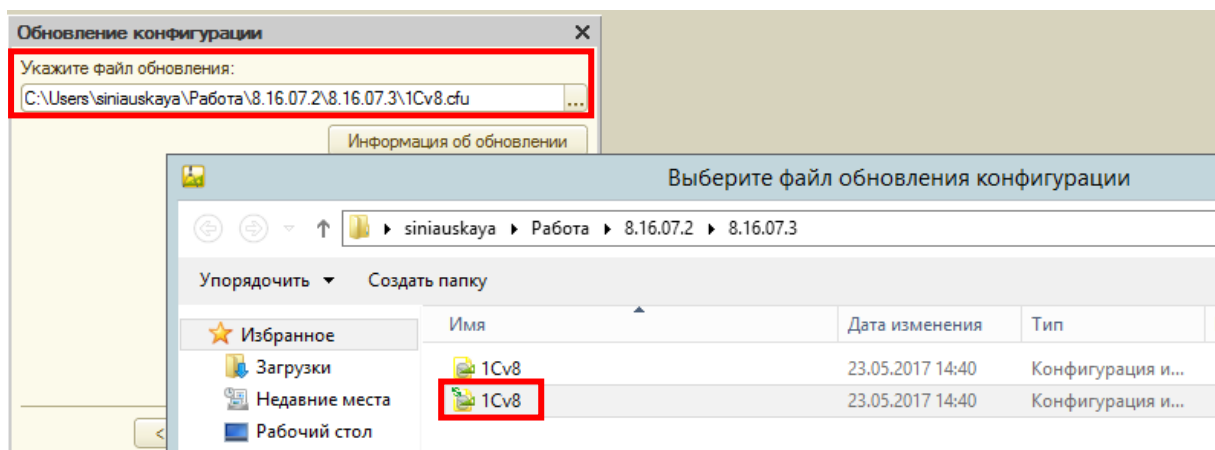 Обновление конфигурации
Укажите файл обновления:
C:\Users\siniauskaya\Работа\8.16.07.2\8.16.07.3\1Cv8.cfu ...
Информация об обновлении
Выберите файл обновления конфигурации
siniauskaya Работа 8.16.07.2 8.16.07.3
Упорядочить Создать папку
Избранное
Загрузки
Недавние места
Рабочий стол
Имя Дата изменения Тип
1Cv8 23.05.2017 14:40 Конфигурация и...
1Cv8 23.05.2017 14:40 Конфигурация и...
<